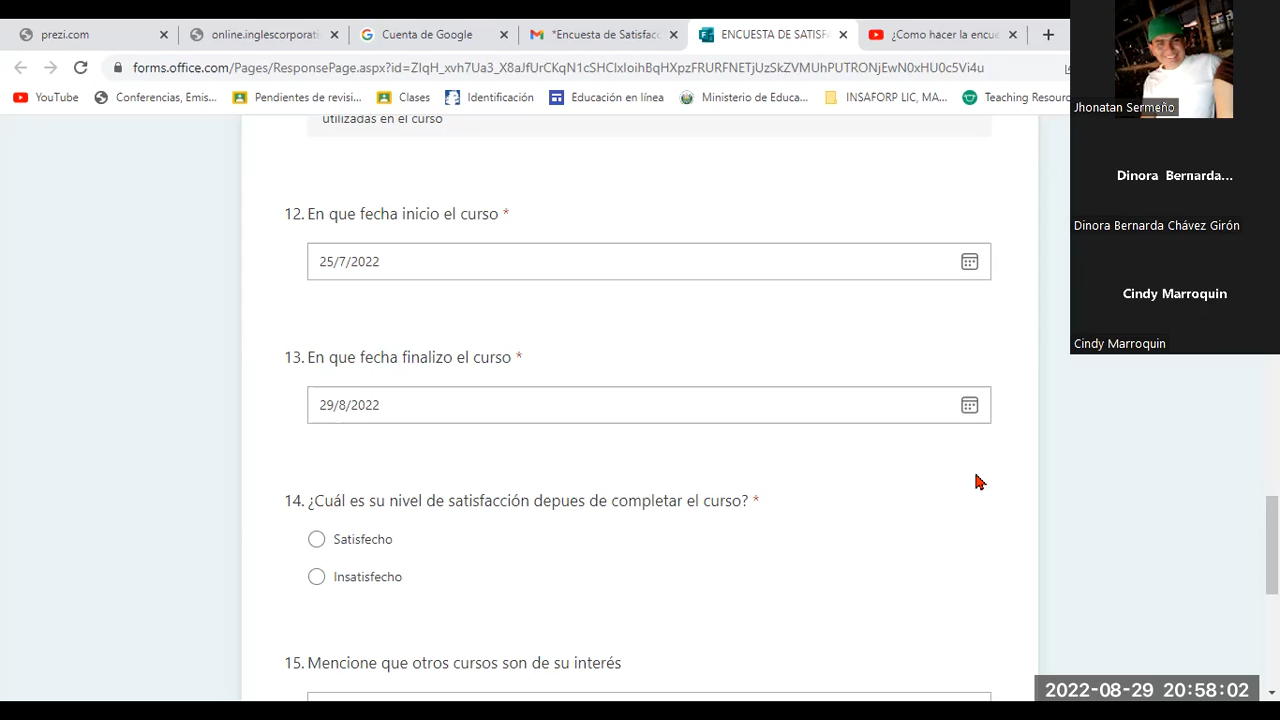 prezi.com
online.inglescorporati
Cuenta de Google
*Encuesta de Satisfacc
ENCUESTA DE SATISFA
¿Como hacer la encue
forms.office.com/Pages/ResponsePage.aspx?id=ZIqH_xwh7Ua3_X8aJfUrCKqN1cSHClxIoihBqHXpzFRURFNETjUzSkZVMUhPUTRONjEwN0xHU0c5Vi4u
YouTube
Conferencias, Emis...
Pendientes de revisi...
Clases
Identificación
Educación en línea
Ministerio de Educa...
INSAFORP LIC, MA...
Teaching Resourc
Jhonatan Sermeño
Dinora Bernarda...
Dinora Bernarda Chávez Girón
Cindy Marroquin
Cindy Marroquin
utilizadas en el curso
12. En que fecha inicio el curso *
25/7/2022
13. En que fecha finalizo el curso *
29/8/2022
14. ¿Cuál es su nivel de satisfacción depues de completar el curso? *
Satisfecho
Insatisfecho
15. Mencione que otros cursos son de su interés
2022-08-29 20:58:02